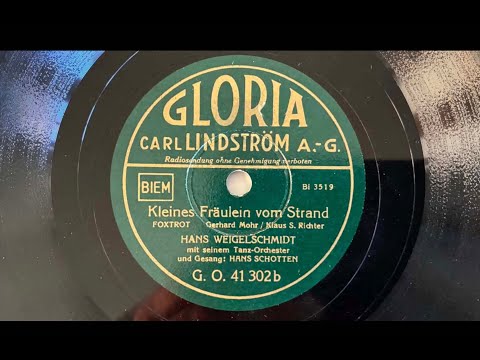 GLORIA
CARL LINDSTRÖM A.-G.
Radiosendung ohne Genehmigung verboten
BIEM
Bi 3519
Kleines Fräulein vom Strand
FOXTROT Gerhard Mohr / Klaus S. Richter
HANS WEIGELSCHMIDT
mit seinem Tanz-Orchester
und Gesang: HANS SCHOTTEN
G. O. 41 302 b